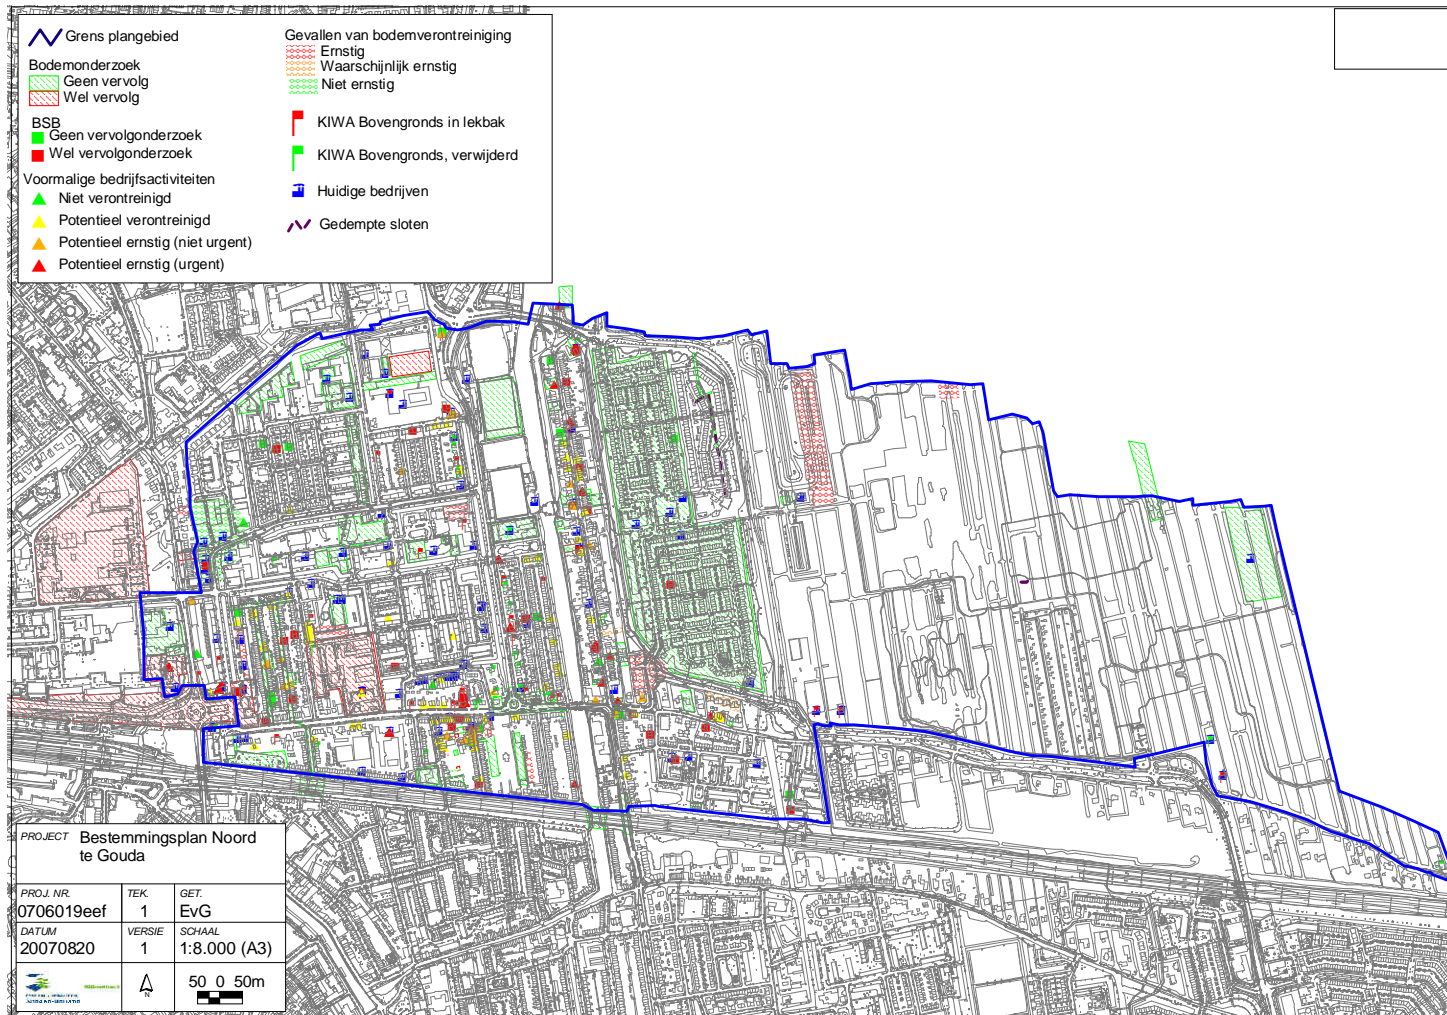 Grens plangebied
Bodemonderzoek
Geen vervolg
Wel vervolg
BSB
Geen vervolgonderzoek
Wel vervolgonderzoek
Voormalige bedrijfsactiviteiten
Niet verontreinigd
Potentieel verontreinigd
Potentieel ernstig (niet urgent)
Potentieel ernstig (urgent)
Gevallen van bodemverontreiniging
Ernstig
Waarschijnlijk ernstig
Niet ernstig
KIWA Bovengronds in lekbak
KIWA Bovengronds, verwijderd
Huidige bedrijven
Gedempte sloten
PROJECT Bestemmingsplan Noord
te Gouda
PROJ. NR. TEK. GET.
0706019eef 1 EvG
DATUM VERSIE SCHAAL
20070820 1 1:8.000 (A3)
N
50 0 50m